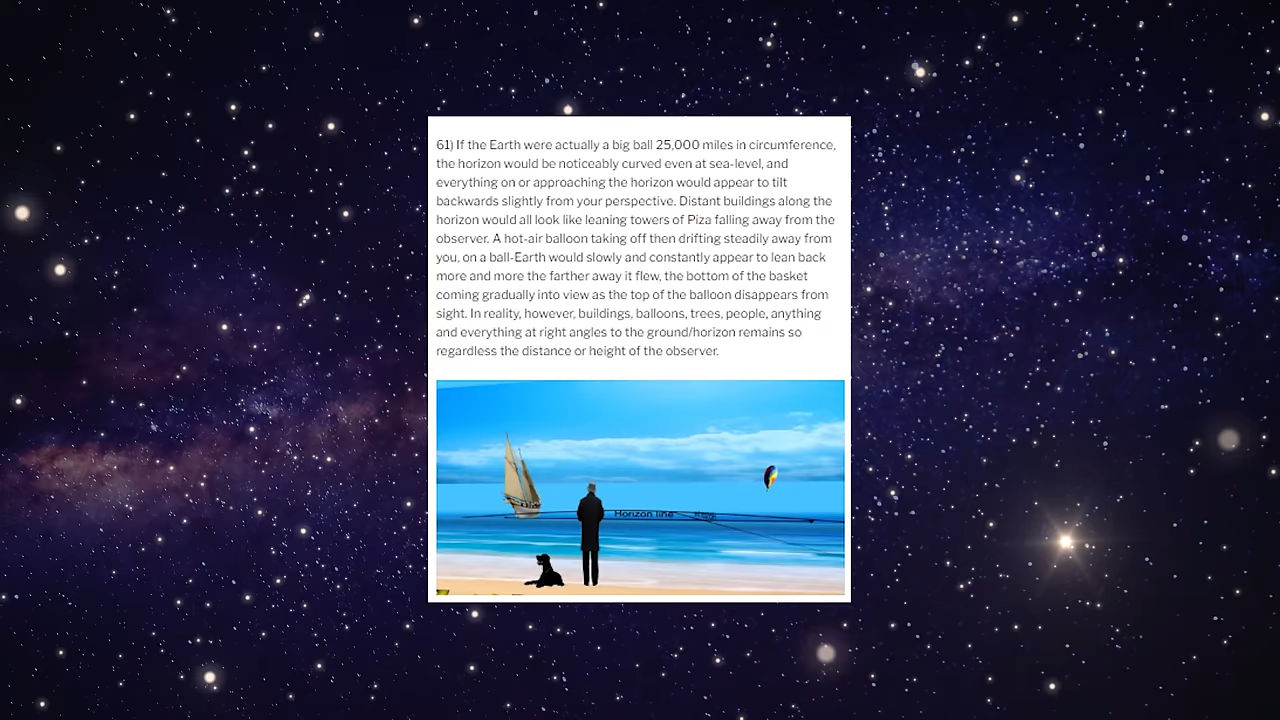 61) If the Earth were actually a big ball 25,000 miles in circumference,
the horizon would be noticeably curved even at sea-level, and
everything on or approaching the horizon would appear to tilt
backwards slightly from your perspective. Distant buildings along the
horizon would all look like leaning towers of Piza falling away from the
observer. A hot-air balloon taking off then drifting steadily away from
you, on a ball-Earth would slowly and constantly appear to lean back
more and more the farther away it flew, the bottom of the basket
coming gradually into view as the top of the balloon disappears from
sight. In reality, however, buildings, balloons, trees, people, anything
and everything at right angles to the ground/horizon remains so
regardless the distance or height of the observer.
Horizon line